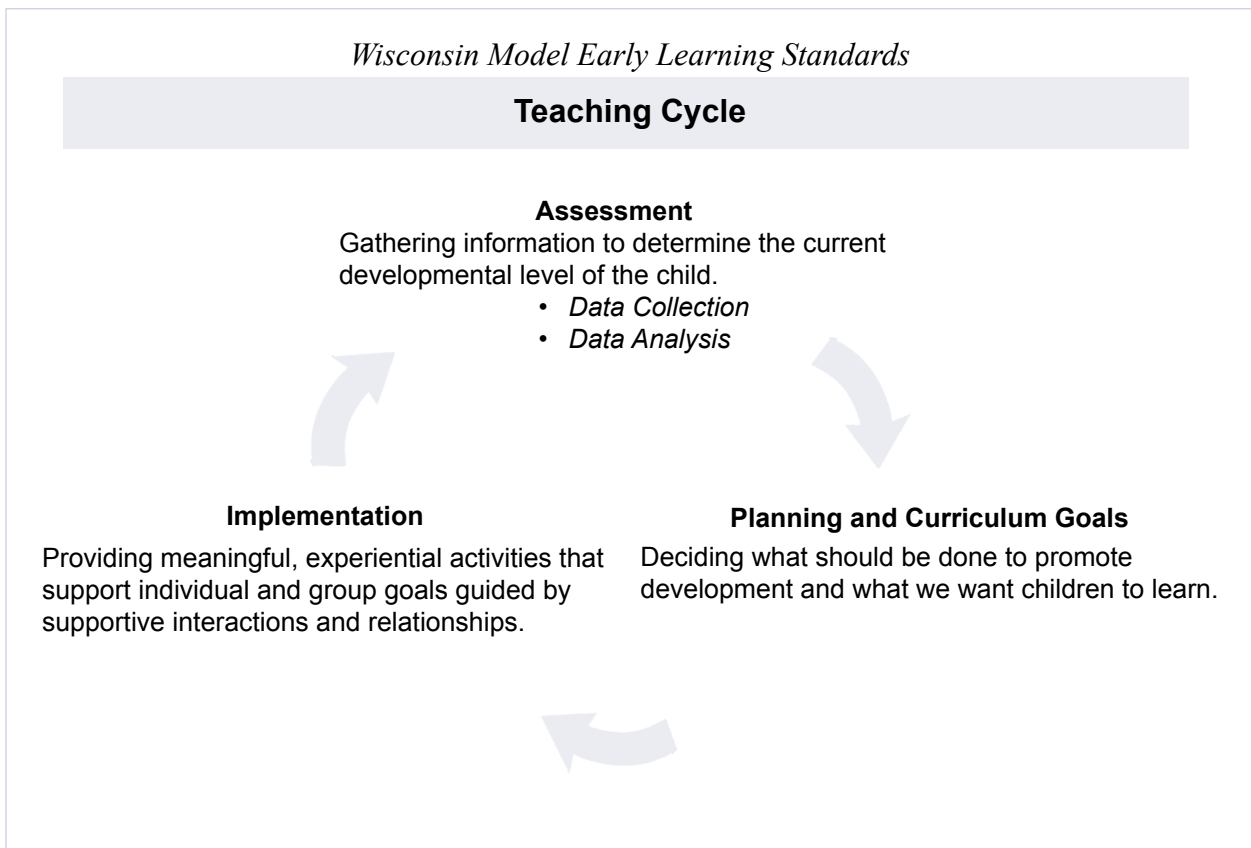 Wisconsin Model Early Learning Standards
Teaching Cycle
Assessment
Gathering information to determine the current
developmental level of the child.
• Data Collection
• Data Analysis
Implementation
Providing meaningful, experiential activities that
support individual and group goals guided by
supportive interactions and relationships.
Planning and Curriculum Goals
Deciding what should be done to promote
development and what we want children to learn.